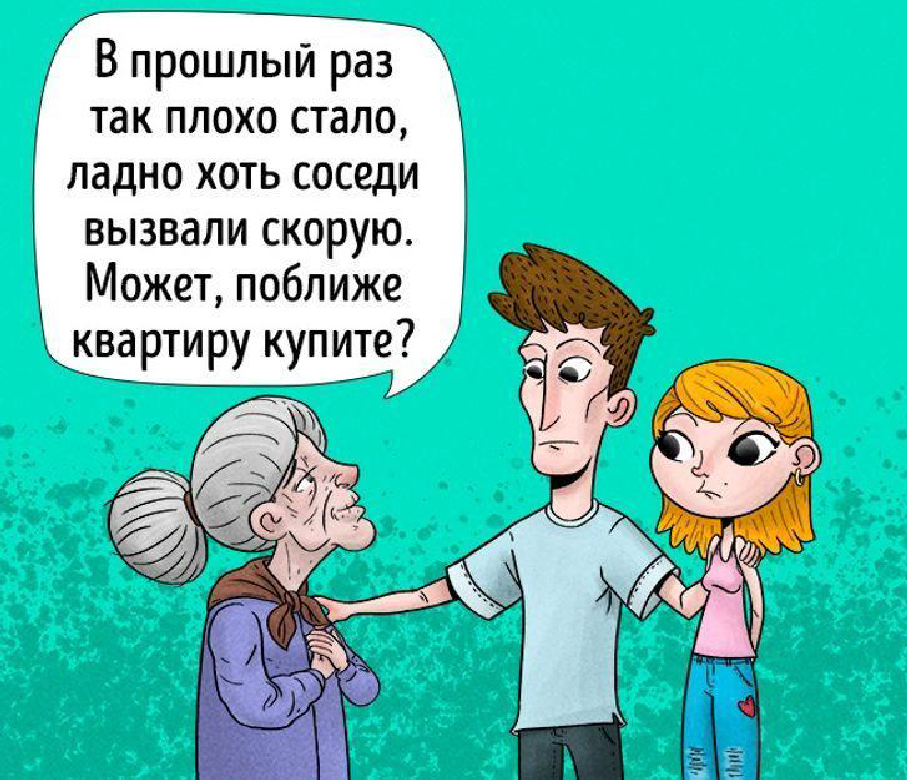 В прошлый раз
так плохо стало,
ладно хоть соседи
вызвали скорую.
Может, поближе
квартиру купите?